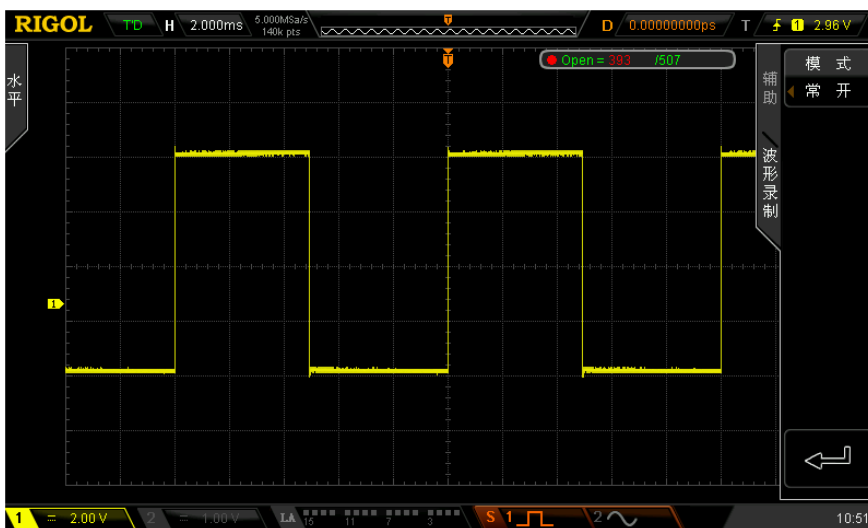 RIGOL T'D H 2.000ms 5.000MSa/s 140k pts T D 0.00000000ps T 1 2.96 V
水平
T
Open = 393 /507
辅助
模 式
常 开
波形录制
1
1 = 2.00 V 2 = 1.00 V LA 15 11 7 3 S 1 2 10:51